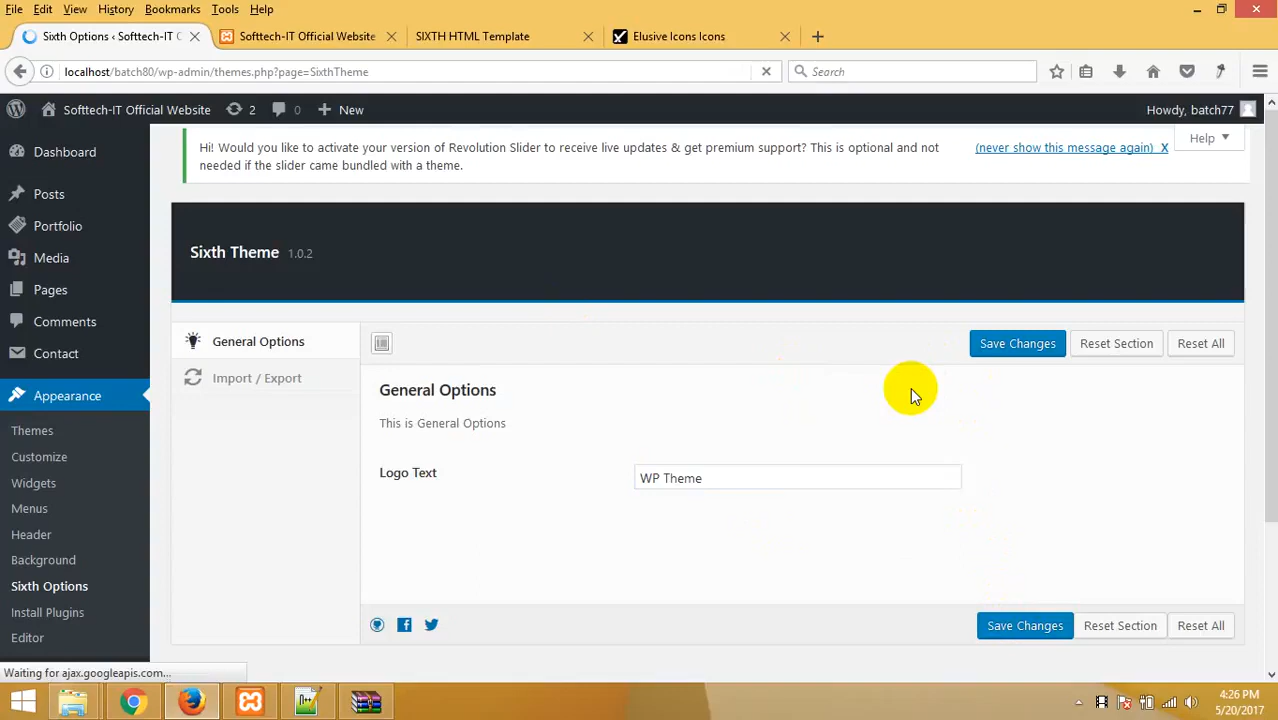 File Edit View History Bookmarks Tools Help
Sixth Options ‹ Softtech-IT O
Softtech-IT Official Website
SIXTH HTML Template
Elusive Icons Icons
localhost/batch80/wp-admin/themes.php?page=SixthTheme
Search
Softtech-IT Official Website 2 0 New
Howdy, batch77
Help
Hi! Would you like to activate your version of Revolution Slider to receive live updates & get premium support? This is optional and not
needed if the slider came bundled with a theme.
(never show this message again) X
Dashboard
Posts
Portfolio
Media
Pages
Comments
Contact
Appearance
Themes
Customize
Widgets
Menus
Header
Background
Sixth Options
Install Plugins
Editor
Sixth Theme 1.0.2
General Options
Import / Export
Save Changes Reset Section Reset All
General Options
This is General Options
Logo Text
WP Theme
Save Changes Reset Section Reset All
Waiting for ajax.googleapis.com...
4:26 PM
5/20/2017